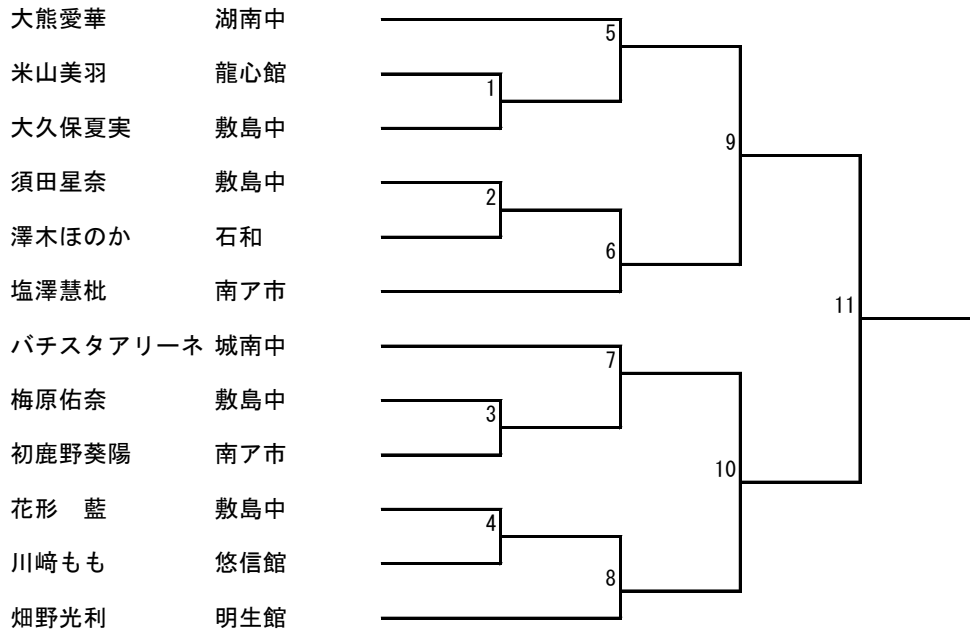 大熊愛華 湖南中
5
米山美羽 龍心館
1
大久保夏実 敷島中
9
須田星奈 敷島中
2
澤木ほのか 石和
6
塩澤慧枇 南ア市
11
バチスタアリーネ 城南中
7
梅原佑奈 敷島中
3
初鹿野葵陽 南ア市
10
花形　藍 敷島中
4
川﨑もも 悠信館
8
畑野光利 明生館